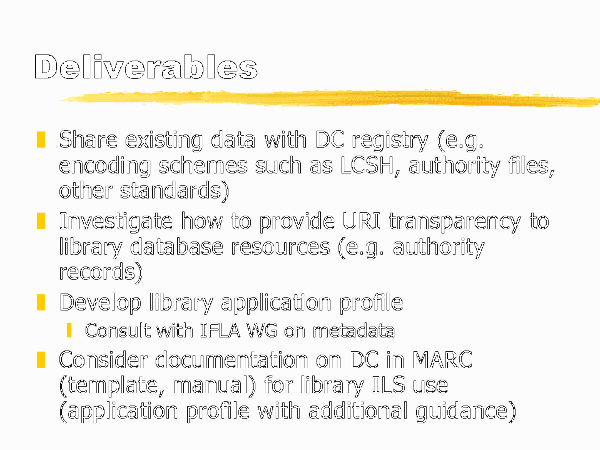 Deliverables
Share existing data with DC registry (e.g.
encoding schemes such as LCSH, authority files,
other standards)
Investigate how to provide URI transparency to
library database resources (e.g. authority
records)
Develop library application profile
Consult with IFLA WG on metadata
Consider documentation on DC in MARC
(template, manual) for library ILS use
(application profile with additional guidance)